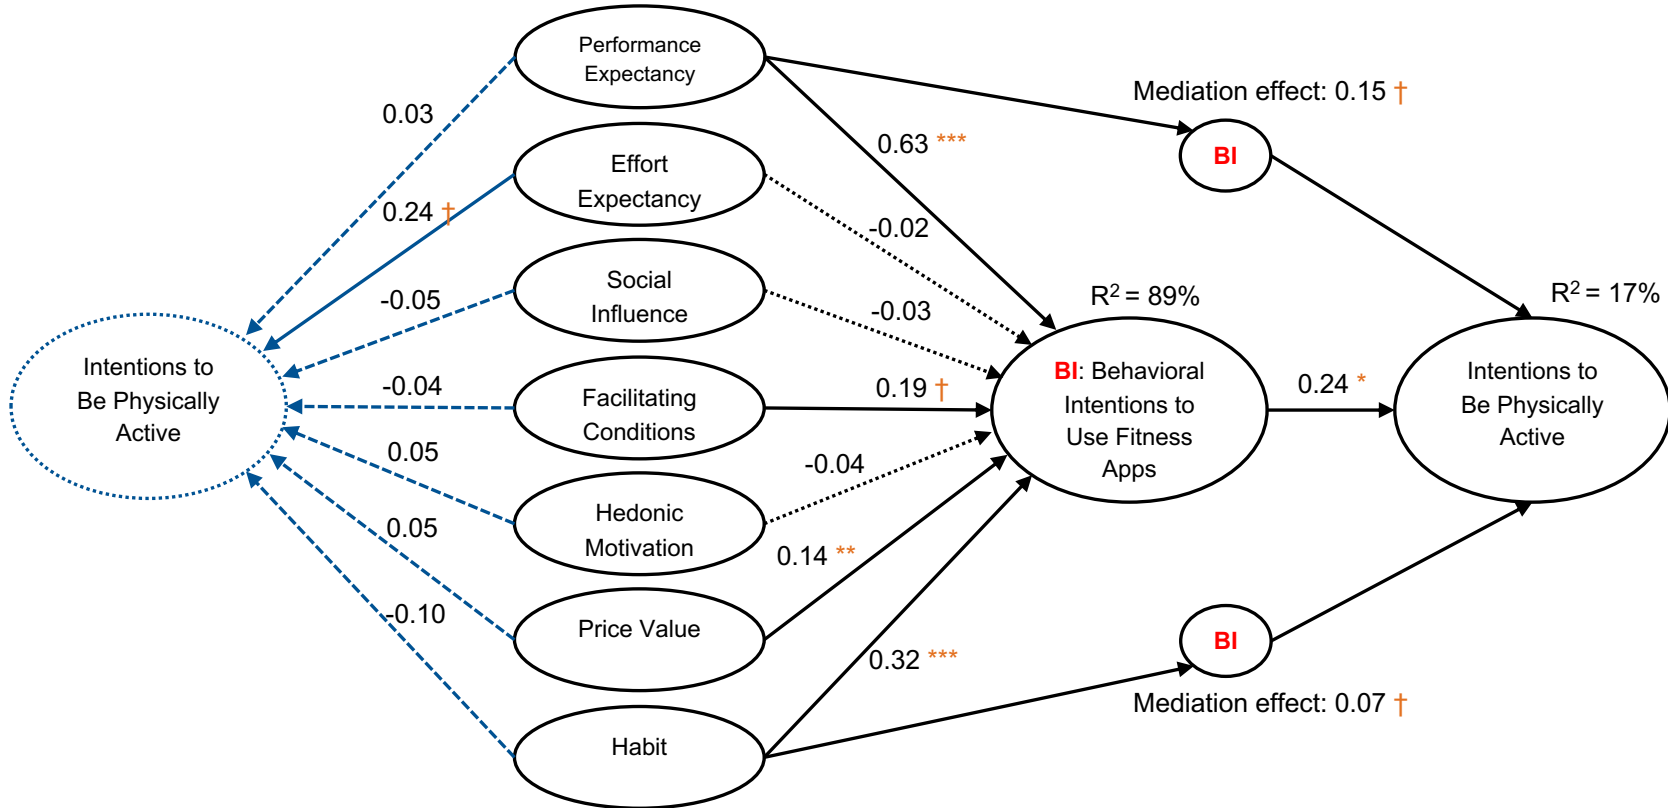 Performance
Expectancy
Mediation effect: 0.15 †
0.03
0.63 ***
BI
Effort
Expectancy
0.24 †
-0.02
Social
Influence
-0.05
-0.03
R² = 89%
R² = 17%
Intentions to
Be Physically
Active
-0.04
Facilitating
Conditions
0.19 †
BI: Behavioral
Intentions to
Use Fitness
Apps
0.24 *
Intentions to
Be Physically
Active
0.05
-0.04
Hedonic
Motivation
0.05
0.14 **
Price Value
-0.10
0.32 ***
BI
Mediation effect: 0.07 †
Habit